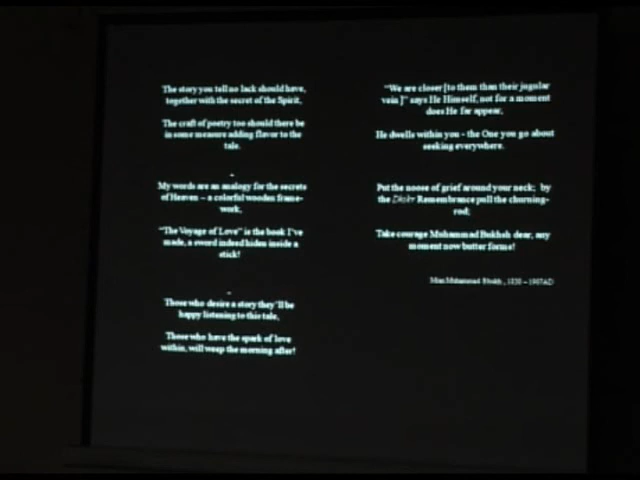 The story you tell no lack should have,
together with the secret of the Spirit,
The craft of poetry too should there be
in some measure adding flavor to the
tale.
-
My words are an analogy for the secrets
of Heaven – a colorful wooden frame-
work,
"The Voyage of Love" is the book I've
made, a sword indeed hiden inside a
stick!
-
Those who desire a story they'll be
happy listening to this tale,
Those who have the spark of love
within, will weep the morning after!
"We are closer [to them than their jugular
vein ]" says He Himself, not for a moment
does He far appear,
He dwells within you - the One you go about
seeking everywhere.
Put the noose of grief around your neck; by
the Dhikr Remembrance pull the churning-
rod;
Take courage Muhammad Bakhsh dear, any
moment now butter forms!
Mian Muhammad Bakhsh, 1830 – 1907AD